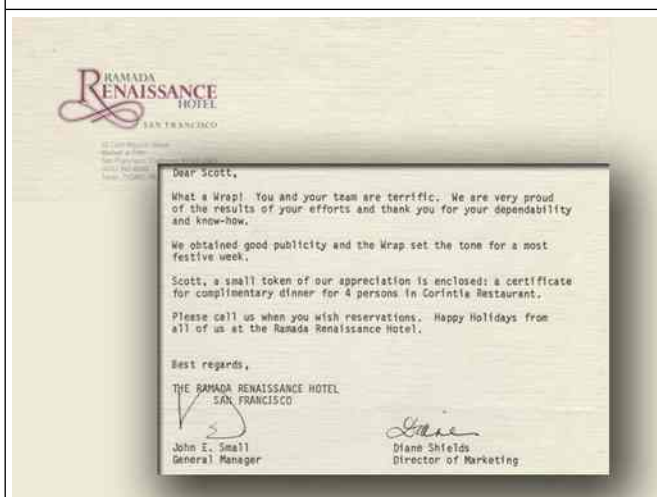 RAMADA
RENAISSANCE
HOTEL
SAN FRANCISCO
Dear Scott,
What a Wrap! You and your team are terrific. We are very proud
of the results of your efforts and thank you for your dependability
and know-how.
We obtained good publicity and the Wrap set the tone for a most
festive week.
Scott, a small token of our appreciation is enclosed: a certificate
for complimentary dinner for 4 persons in Corintia Restaurant.
Please call us when you wish reservations. Happy Holidays from
all of us at the Ramada Renaissance Hotel.
Best regards,
THE RAMADA RENAISSANCE HOTEL
SAN FRANCISCO
Diane
John E. Small
Diane Shields
General Manager
Director of Marketing